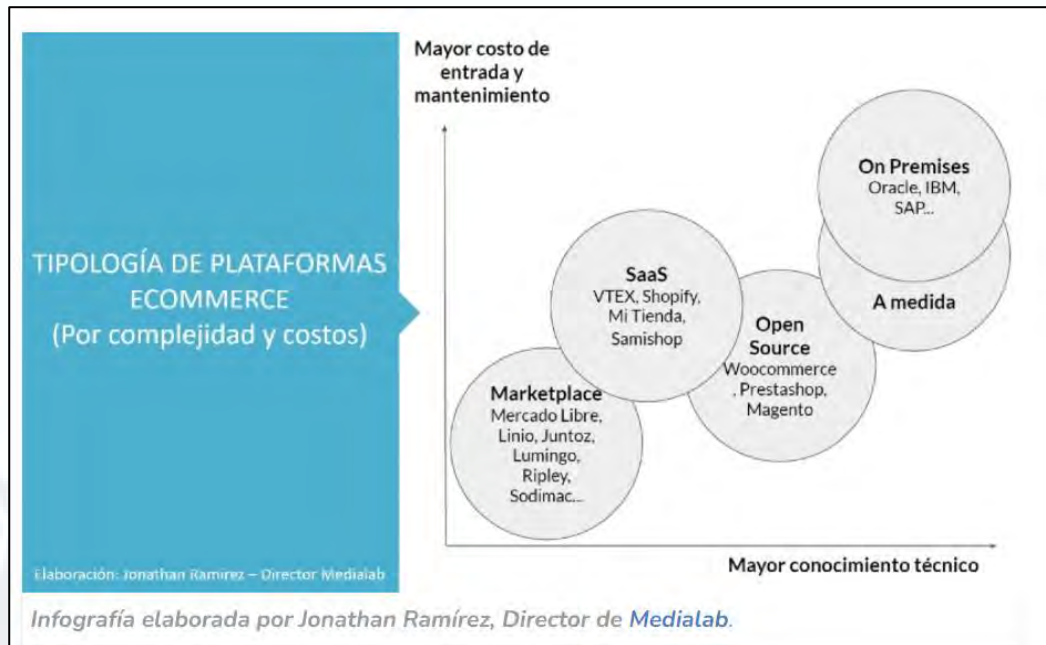 TIPOLOGÍA DE PLATAFORMAS
ECOMMERCE
(Por complejidad y costos)
Elaboración: Jonathan Ramirez – Director Medialab
Mayor costo de
entrada y
mantenimiento
On Premises
Oracle, IBM,
SAP...
A medida
SaaS
VTEX, Shopify,
Mi Tienda,
Samishop
Open
Source
Woocommerce
, Prestashop,
Magento
Marketplace
Mercado Libre,
Linio, Juntoz,
Lumingo,
Ripley,
Sodimac...
Mayor conocimiento técnico
Infografía elaborada por Jonathan Ramírez, Director de Medialab.